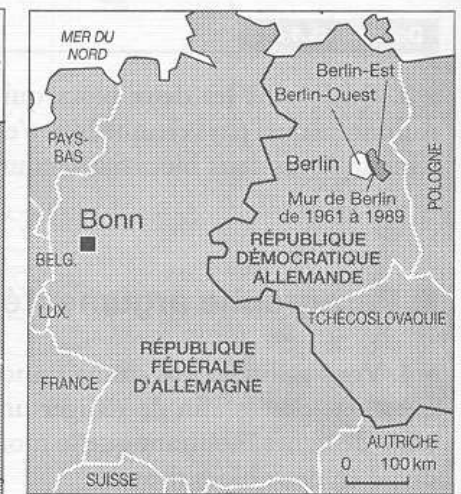 MER DU
NORD
Berlin-Est
Berlin-Ouest
PAYS-
BAS
Berlin
POLOGNE
Mur de Berlin
de 1961 à 1989
Bonn
RÉPUBLIQUE
DÉMOCRATIQUE
ALLEMANDE
BELG.
LUX.
TCHÉCOSLOVAQUIE
RÉPUBLIQUE
FÉDÉRALE
D'ALLEMAGNE
FRANCE
AUTRICHE
0 100 km
SUISSE